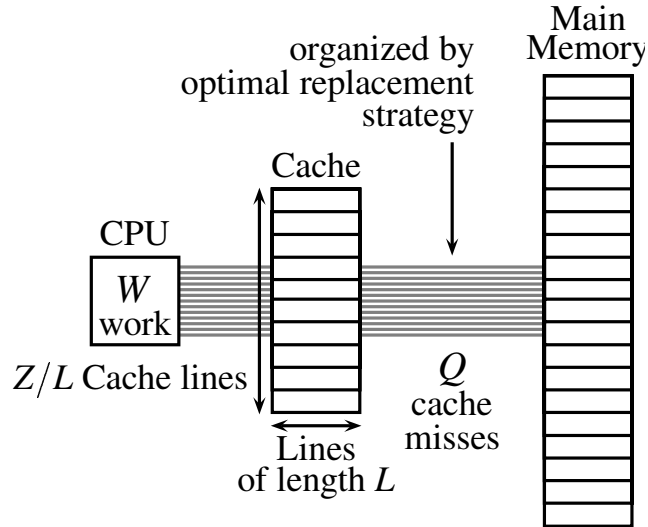 organized by
optimal replacement
strategy
Main
Memory
Cache
CPU
W
work
Z/L Cache lines
Q
cache
misses
Lines
of length L